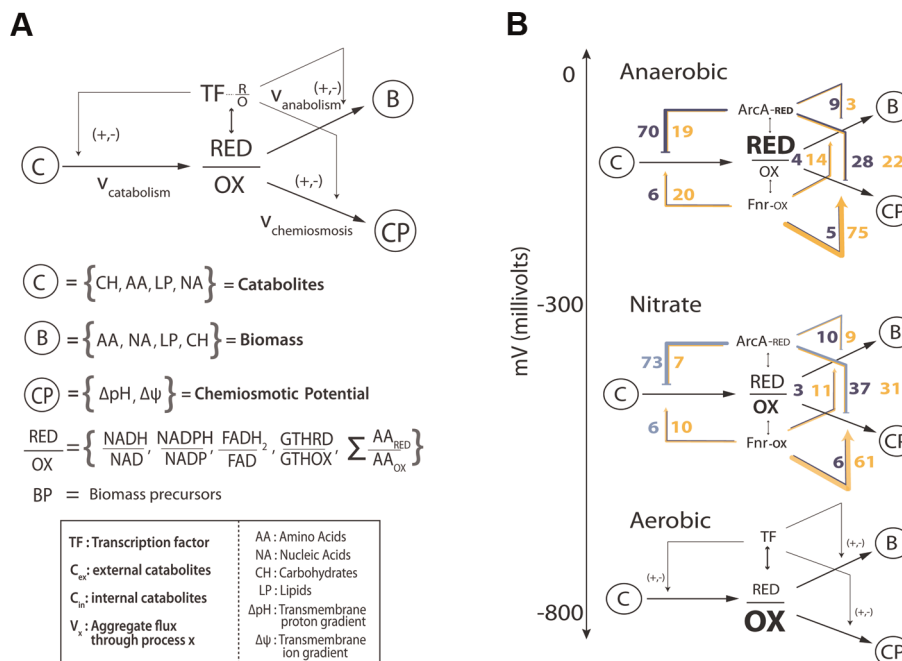 A
TF R/O
V anabolism
(+,-)
B
(+,-)
RED
C
OX
(+,-)
V catabolism
V chemiosmosis
CP
C = {CH, AA, LP, NA} = Catabolites
B = {AA, NA, LP, CH} = Biomass
CP = {ΔpH, Δψ} = Chemiosmotic Potential
RED/OX = {NADH/NAD, NADPH/NADP, FADH2/FAD, GTHRD/GTHOX, Σ AA RED/AA OX}
BP = Biomass precursors
TF : Transcription factor
Cex: external catabolites
Cin: internal catabolites
Vx : Aggregate flux
through process x
AA : Amino Acids
NA : Nucleic Acids
CH : Carbohydrates
LP : Lipids
ΔpH : Transmembrane
proton gradient
Δψ : Transmembrane
ion gradient
B
mV (millivolts)
0
-300
-800
Anaerobic
ArcA-RED
9 3
B
70 19
RED
C
4 14
28 22
OX
6 20
Fnr-OX
CP
5 75
Nitrate
ArcA-RED
10 9
B
73 7
RED
C
3 11
37 31
OX
6 10
Fnr-ox
CP
6 61
Aerobic
TF
(+,-)
B
(+,-)
RED
C
OX
(+,-)
CP